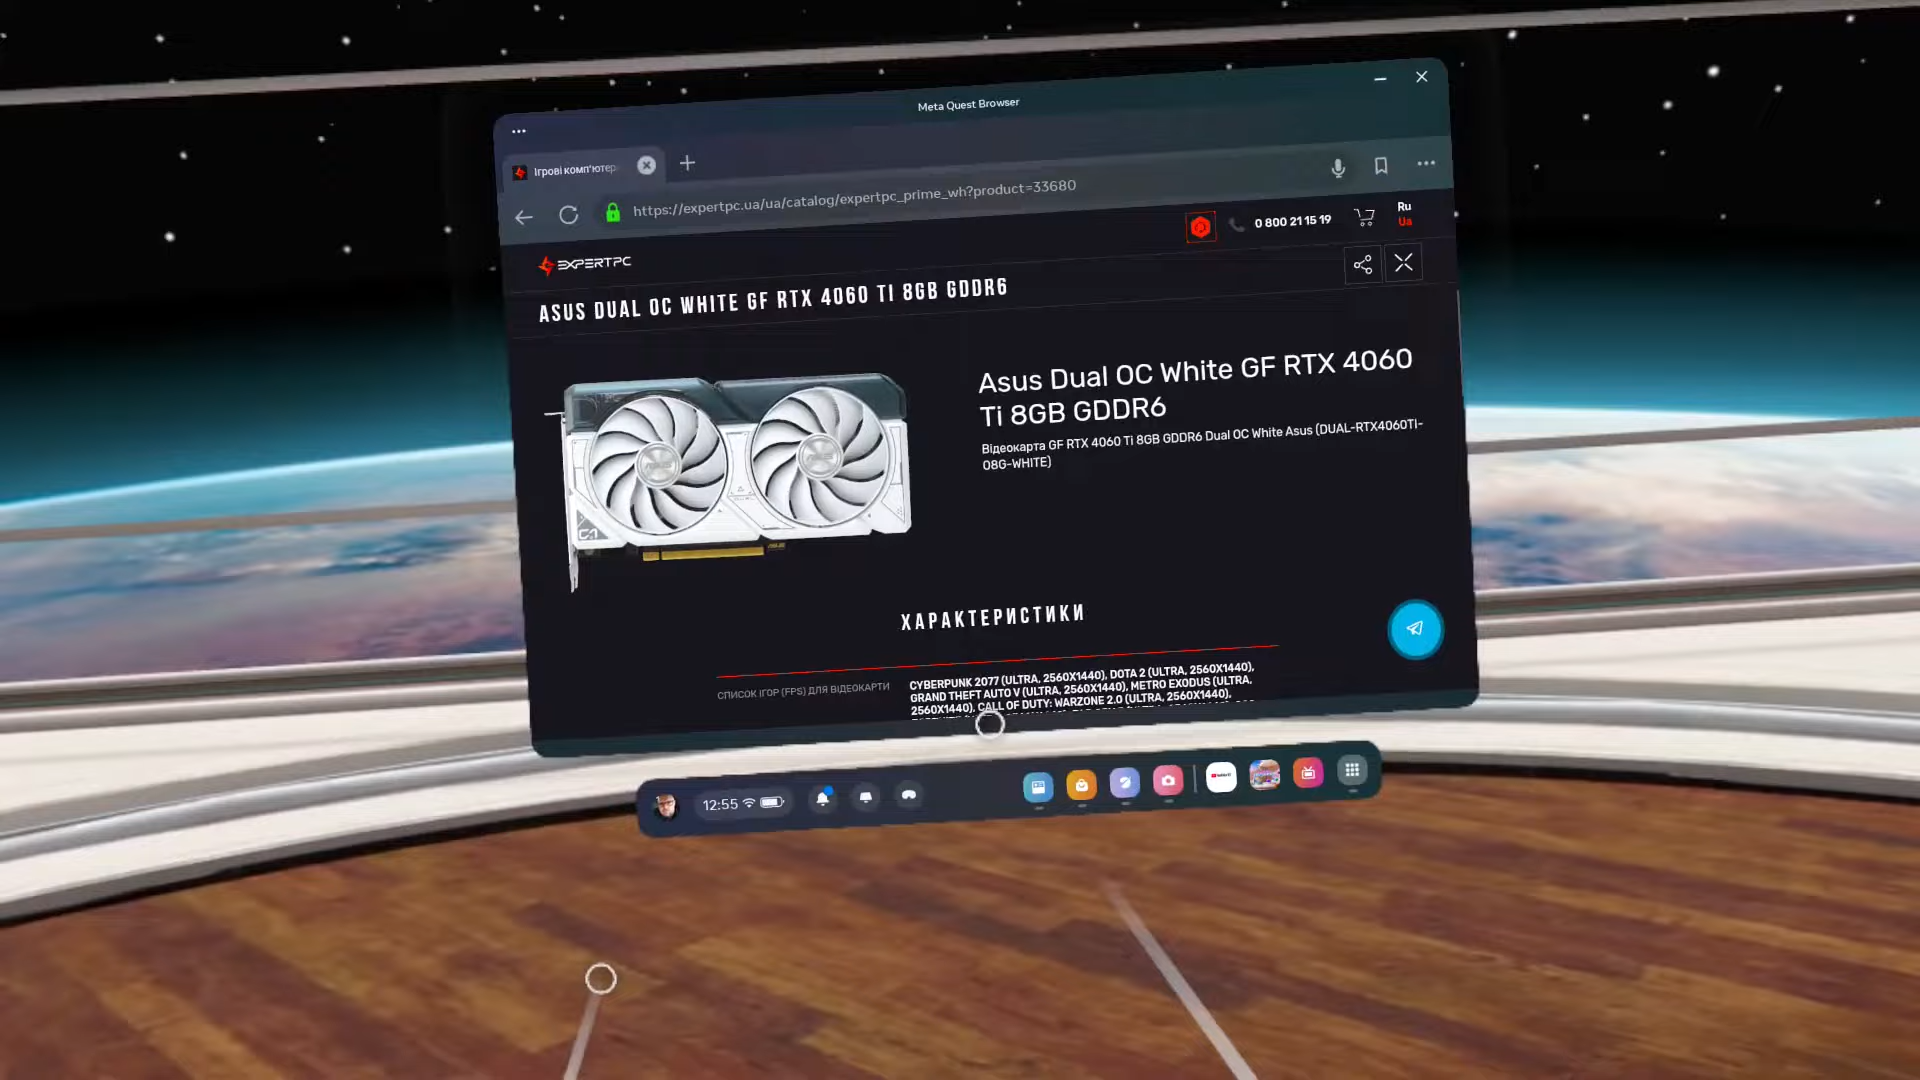 Meta Quest Browser
Ігрові комп'ютер
https://expertpc.ua/ua/catalog/expertpc_prime_wh?product=33680
0 800 21 15 19
Ru
Ua
EXPERTPC
ASUS DUAL OC WHITE GF RTX 4060 TI 8GB GDDR6
Asus Dual OC White GF RTX 4060
Ti 8GB GDDR6
Відеокарта GF RTX 4060 Ti 8GB GDDR6 Dual OC White Asus (DUAL-RTX4060TI-
O8G-WHITE)
ХАРАКТЕРИСТИКИ
СПИСОК ІГОР (FPS) ДЛЯ ВІДЕОКАРТИ
CYBERPUNK 2077 (ULTRA, 2560X1440), DOTA 2 (ULTRA, 2560X1440),
GRAND THEFT AUTO V (ULTRA, 2560X1440), METRO EXODUS (ULTRA,
2560X1440), CALL OF DUTY: WARZONE 2.0 (ULTRA, 2560X1440),
12:55